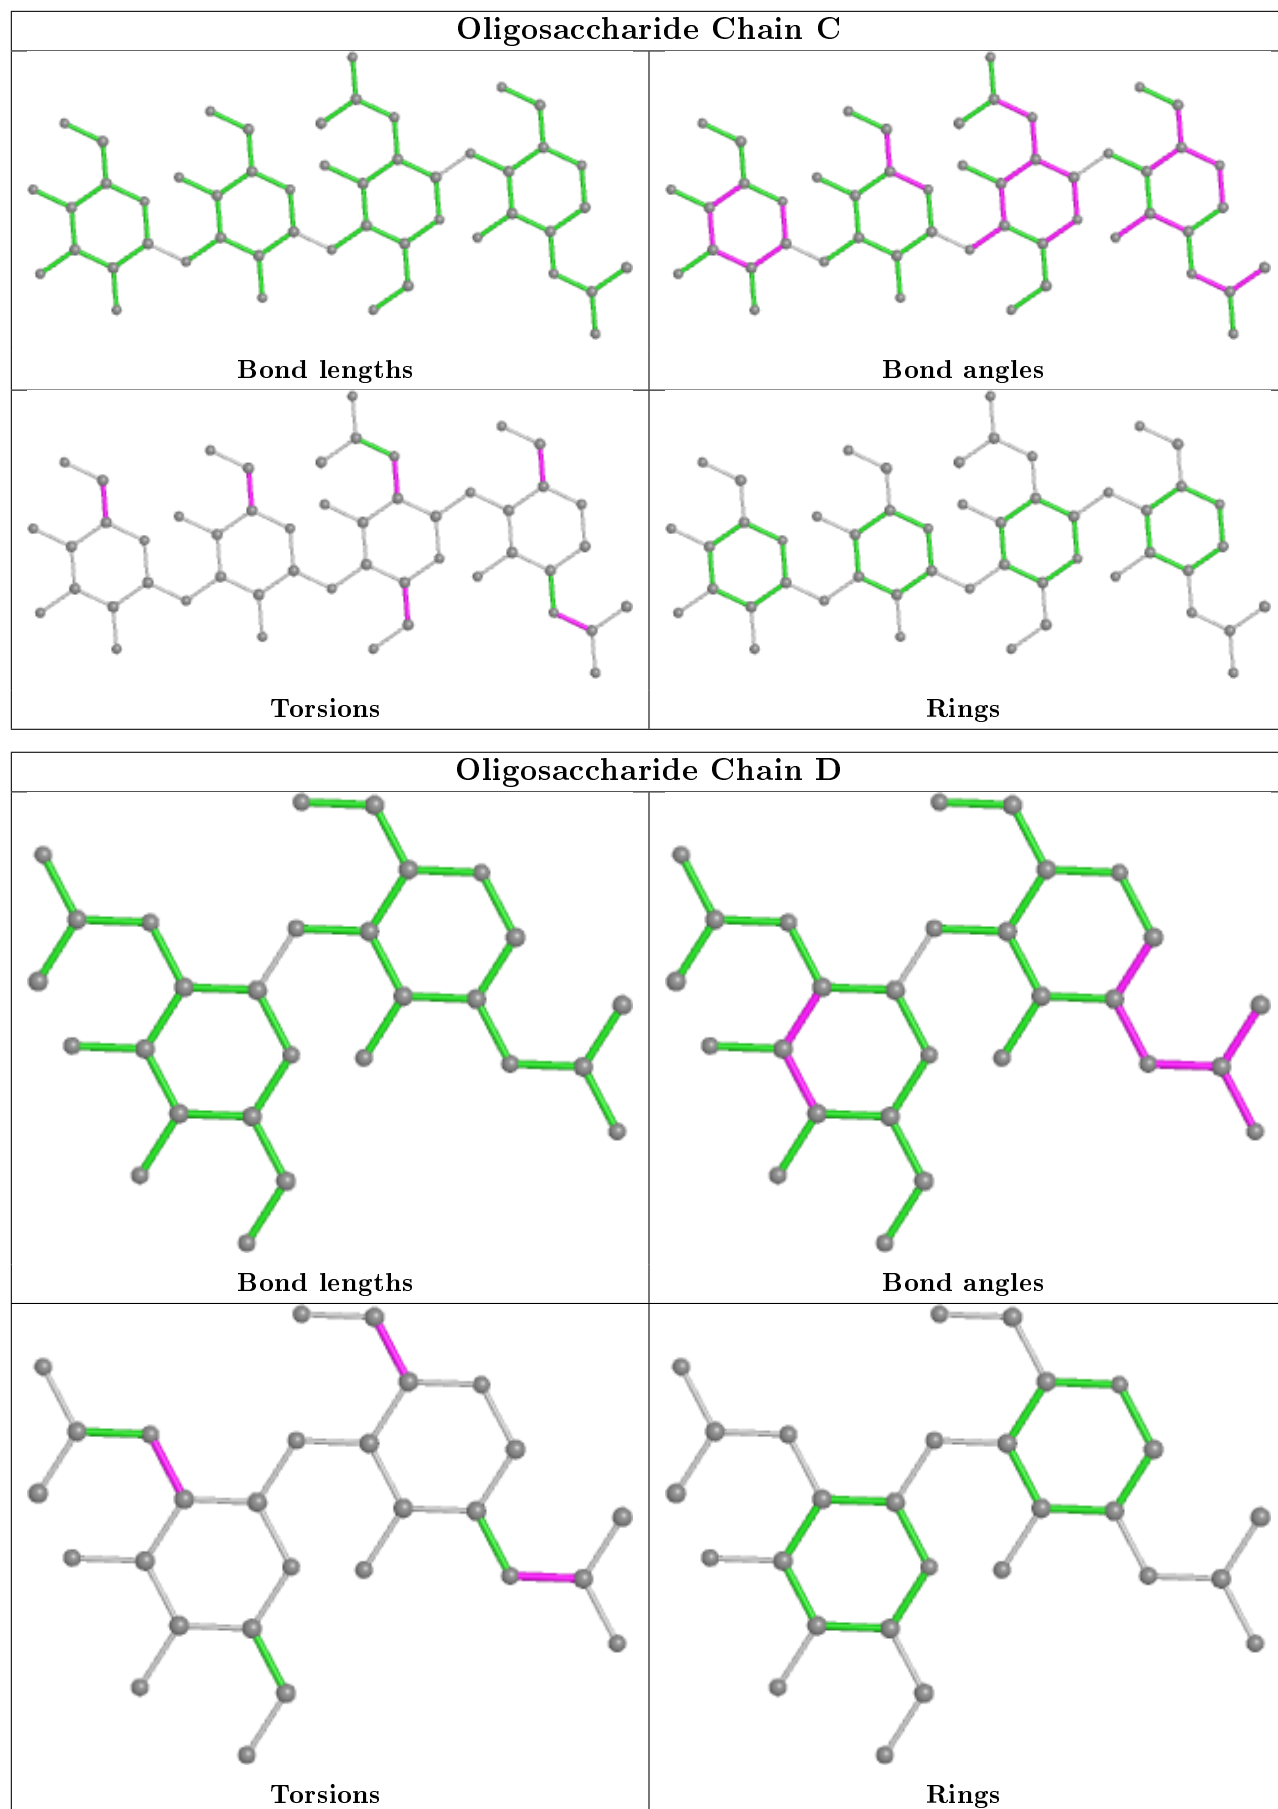 Oligosaccharide Chain C
Bond lengths
Bond angles
Torsions
Rings
Oligosaccharide Chain D
Bond lengths
Bond angles
Torsions
Rings